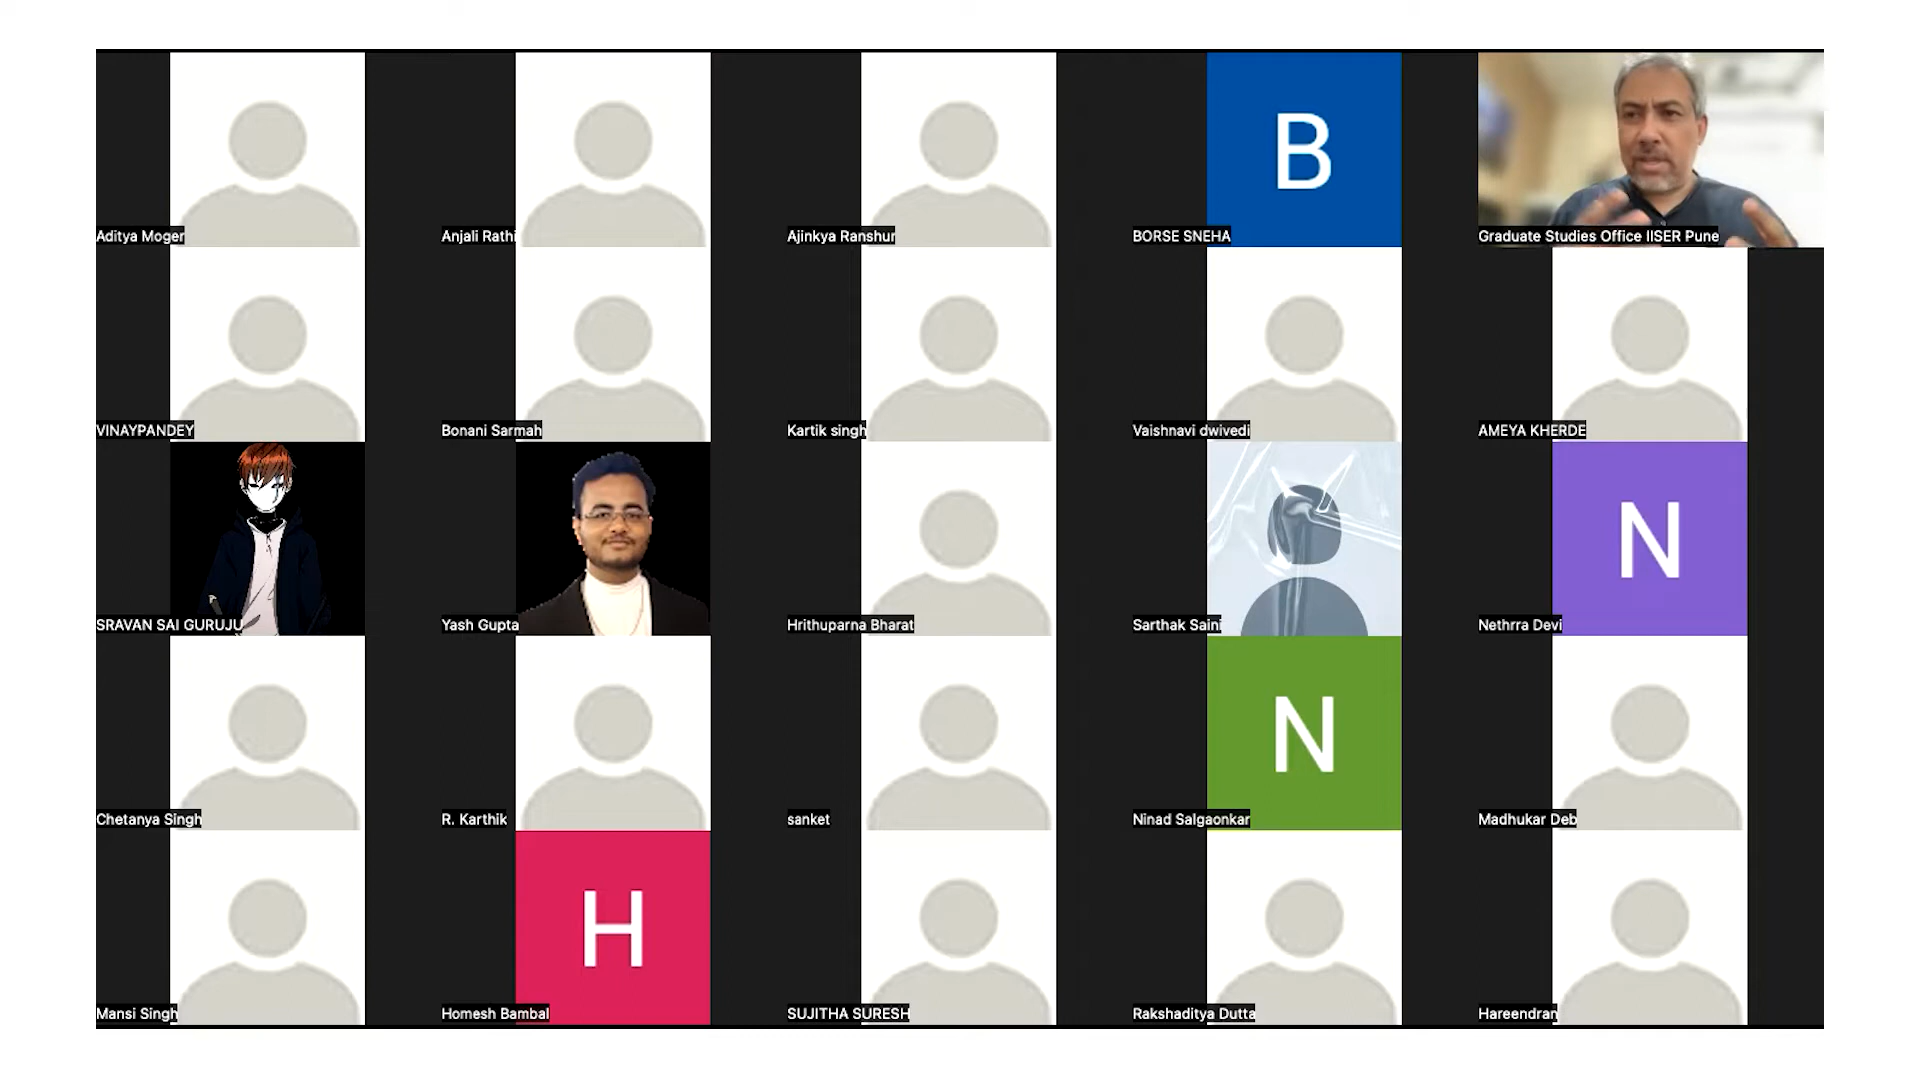 Aditya Moger
Anjali Rathi
Ajinkya Ranshur
B
BORSE SNEHA
Graduate Studies Office IISER Pune
VINAYPANDEY
Bonani Sarmah
Kartik singh
Vaishnavi dwivedi
AMEYA KHERDE
SRAVAN SAI GURUJU
Yash Gupta
Hrithuparna Bharat
Sarthak Saini
N
Nethrra Devi
Chetanya Singh
R. Karthik
sanket
N
Ninad Salgaonkar
Madhukar Deb
Mansi Singh
H
Homesh Bambal
SUJITHA SURESH
Rakshaditya Dutta
Hareendran